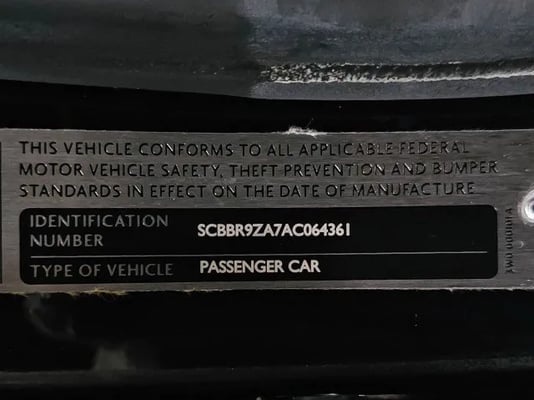 THIS VEHICLE CONFORMS TO ALL APPLICABLE FEDERAL
MOTOR VEHICLE SAFETY, THEFT PREVENTION AND BUMPER
STANDARDS IN EFFECT ON THE DATE OF MANUFACTURE
IDENTIFICATION
NUMBER
SCBBR9ZA7AC064361
TYPE OF VEHICLE
PASSENGER CAR